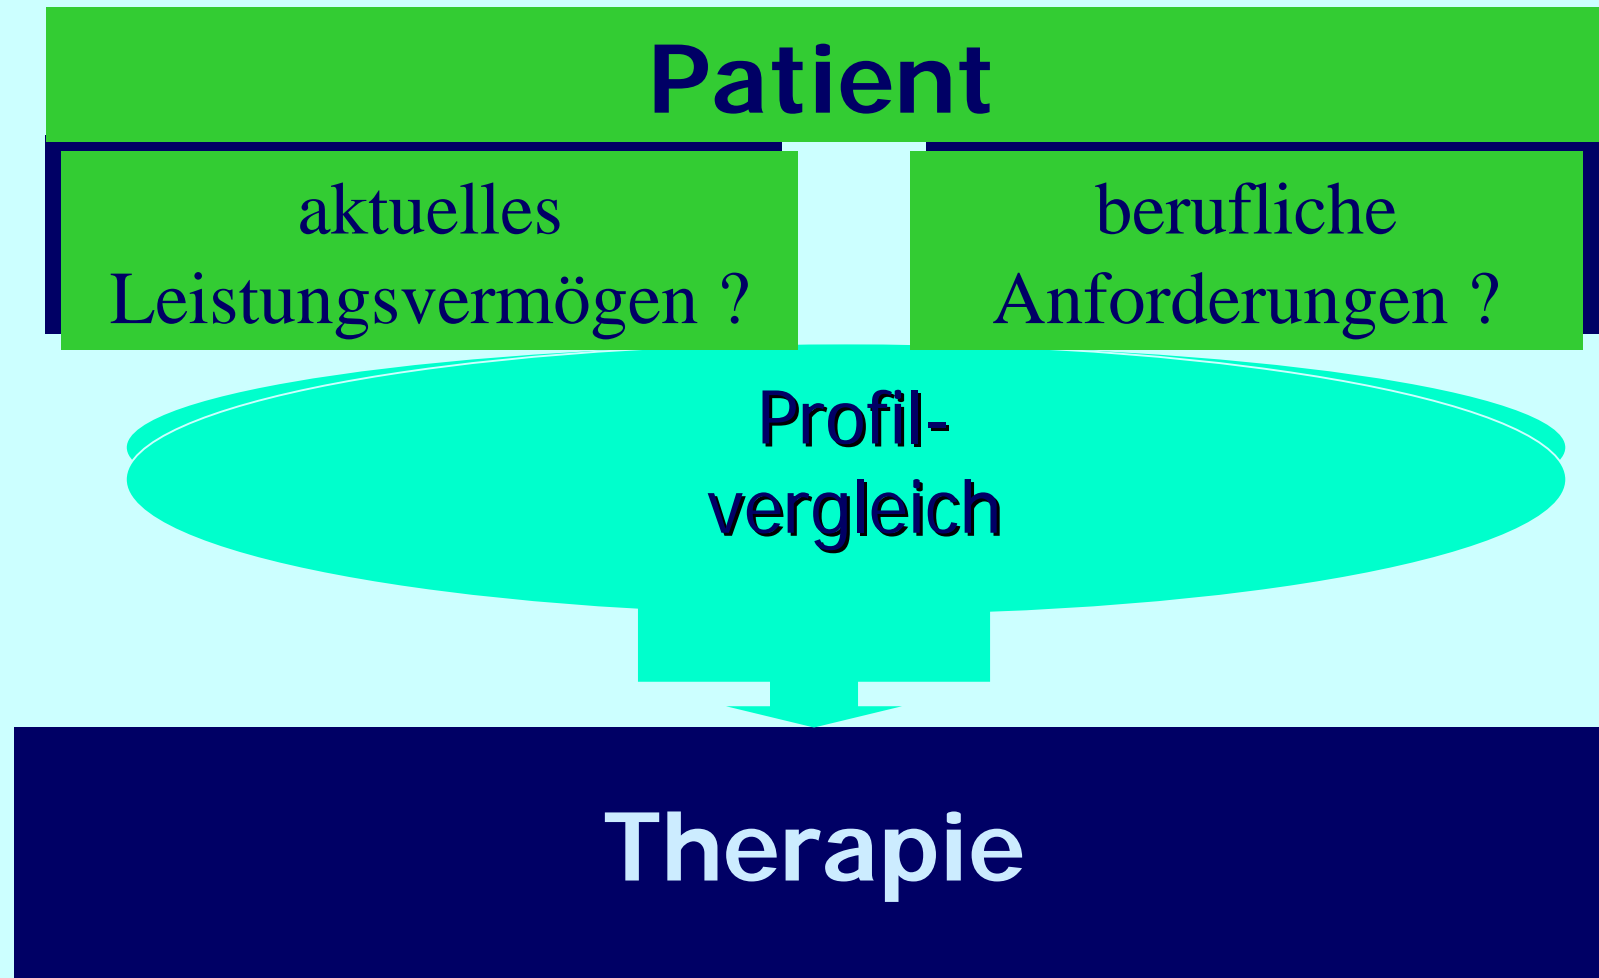 Patient
aktuelles
Leistungsvermögen ?
berufliche
Anforderungen ?
Profil-
vergleich
Therapie